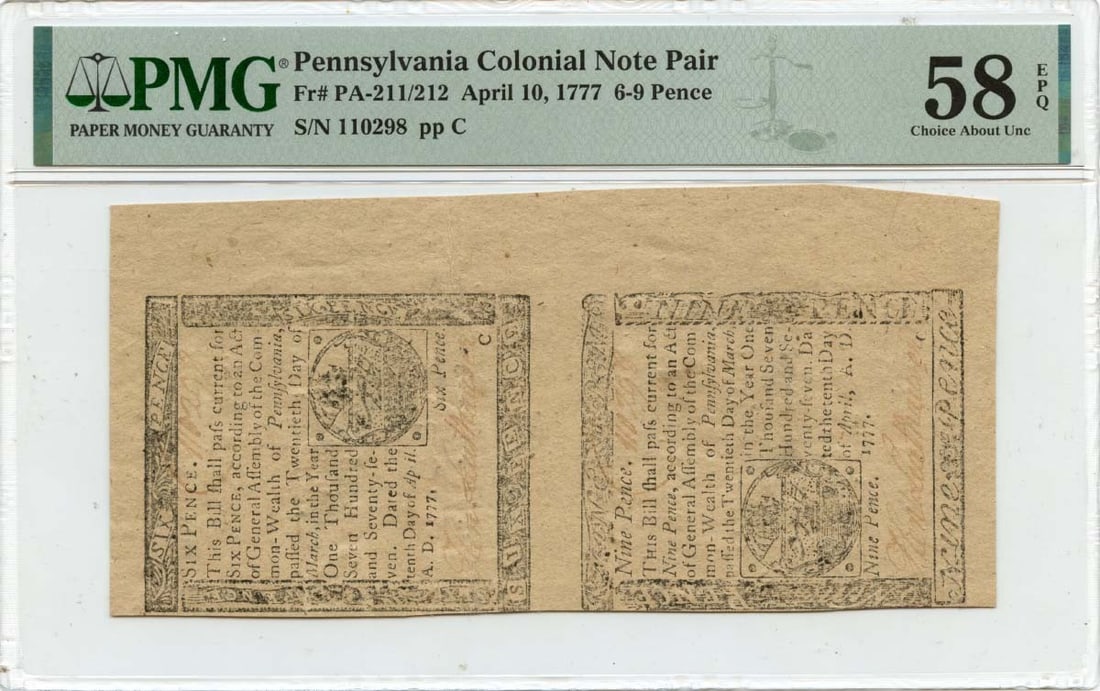 PMG®
PAPER MONEY GUARANTY
Pennsylvania Colonial Note Pair
Fr# PA-211/212 April 10, 1777 6-9 Pence
S/N 110298 pp C
58
EPQ
Choice About Unc
SIX PENCE
SIX PENCE.
This Bill ſhall paſs current for
SIX PENCE, according to an Act
of General Aſſembly of the Com
mon-Wealth of Pennſylvania,
paſſed the Twentieth Day of
March, in the Year
One Thouſand
Seven Hundred
and Seventy-ſe-
ven. Dated the
tenth Day of April.
A. D. 1777.
Six Pence.
C
NINE PENCE
Nine Pence.
THIS Bill ſhall paſs current for
Nine Pence, according to an Act
of General Aſſembly of the Com
mon-Wealth of Pennſylvania,
paſſed the Twentieth Day of March
in the Year One
Thouſand Seven
Hundred and Se-
venty-ſeven. Da
ted the tenth Day
of April, A. D
1777.
Nine Pence.
C